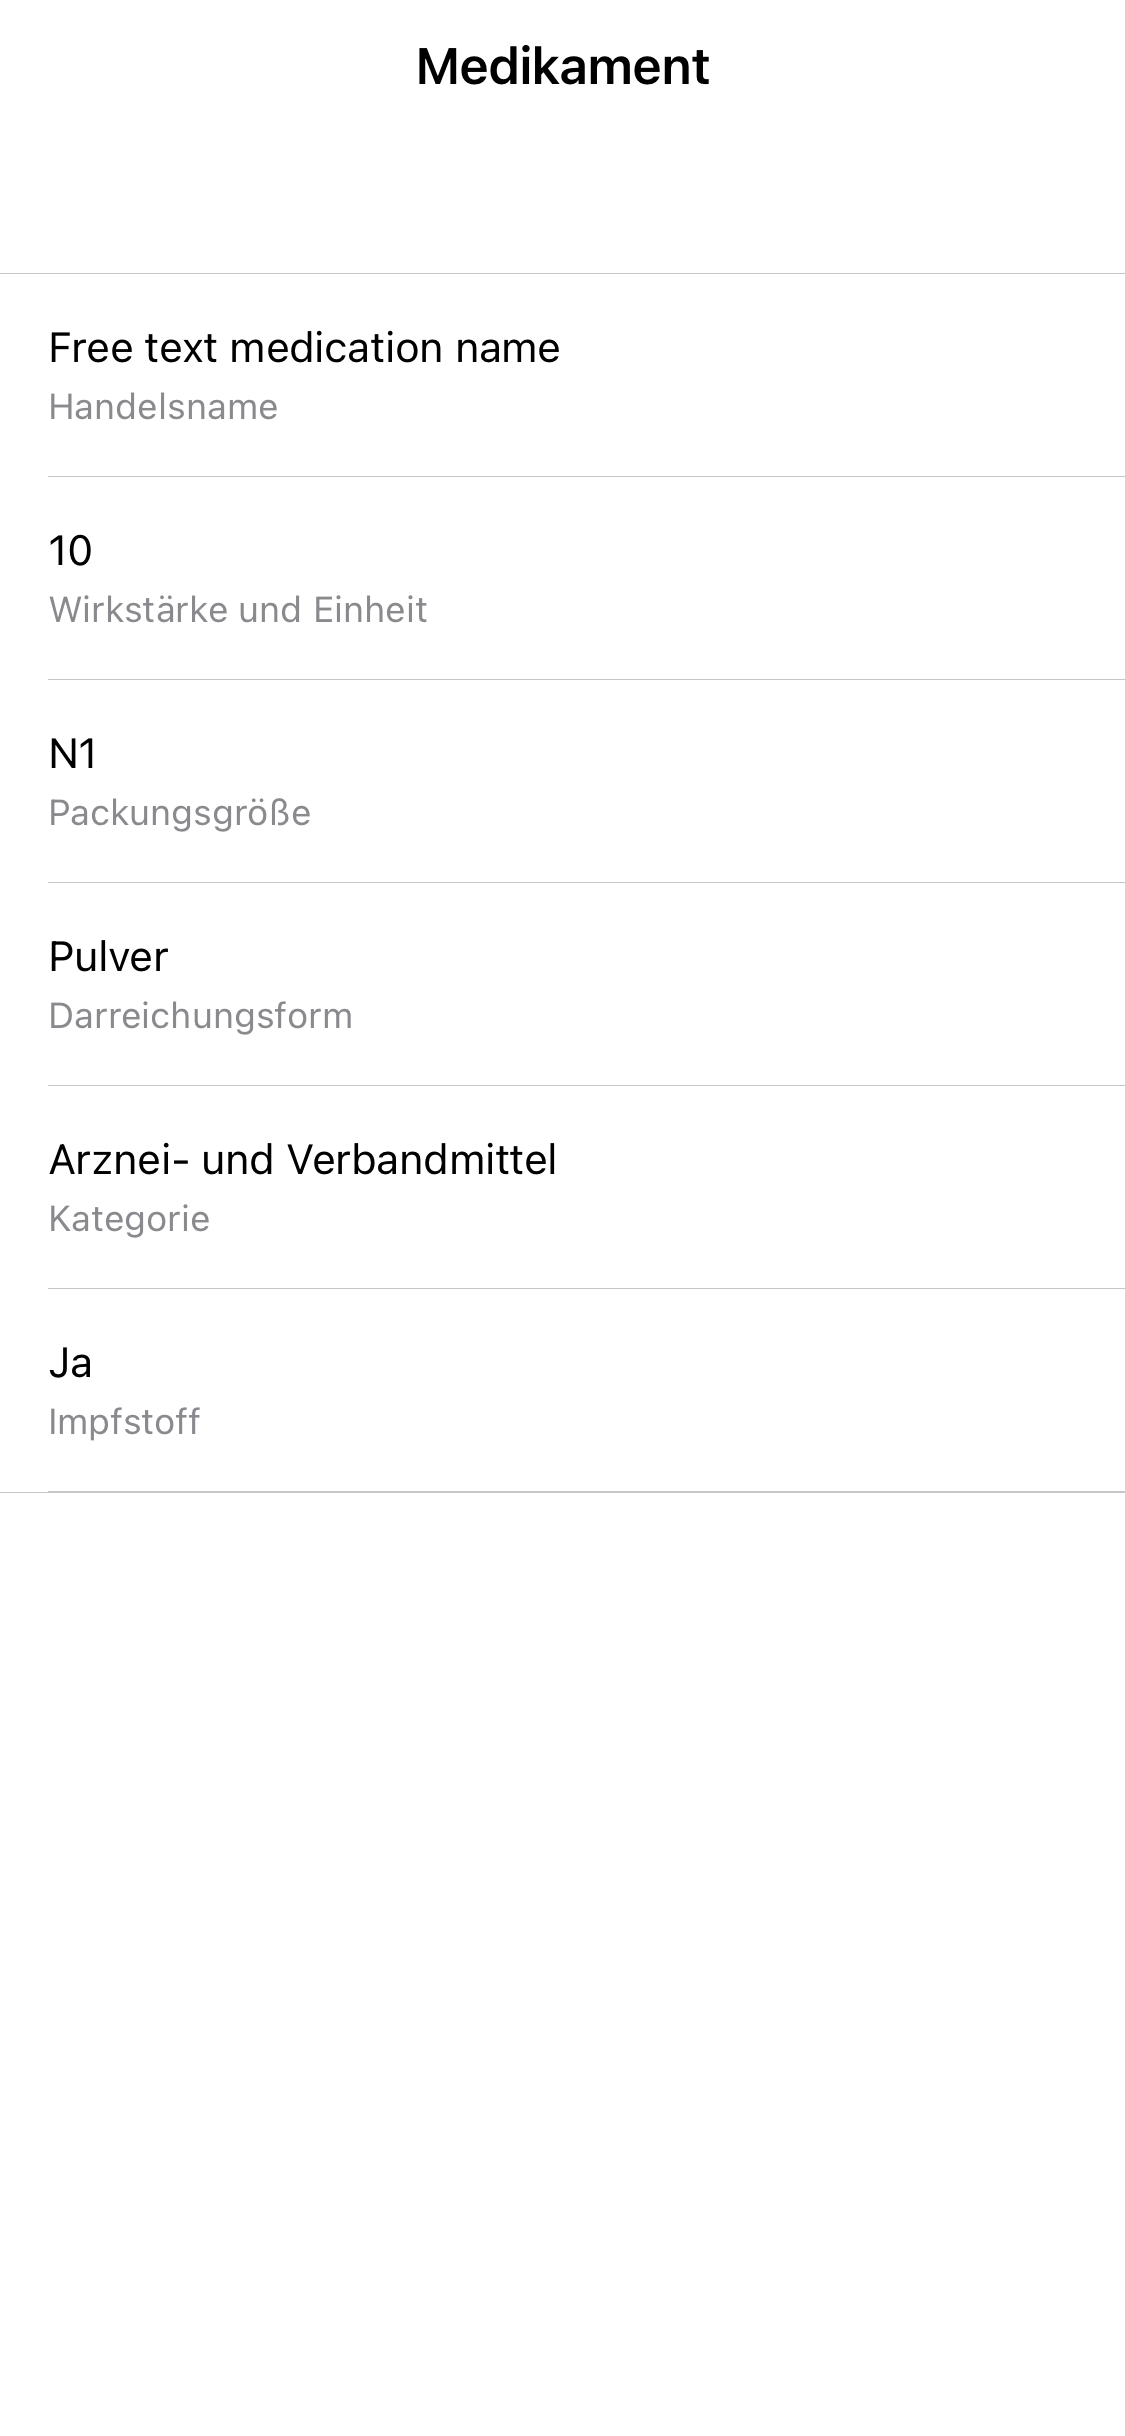 Medikament
Free text medication name
Handelsname
10
Wirkstärke und Einheit
N1
Packungsgröße
Pulver
Darreichungsform
Arznei- und Verbandmittel
Kategorie
Ja
Impfstoff